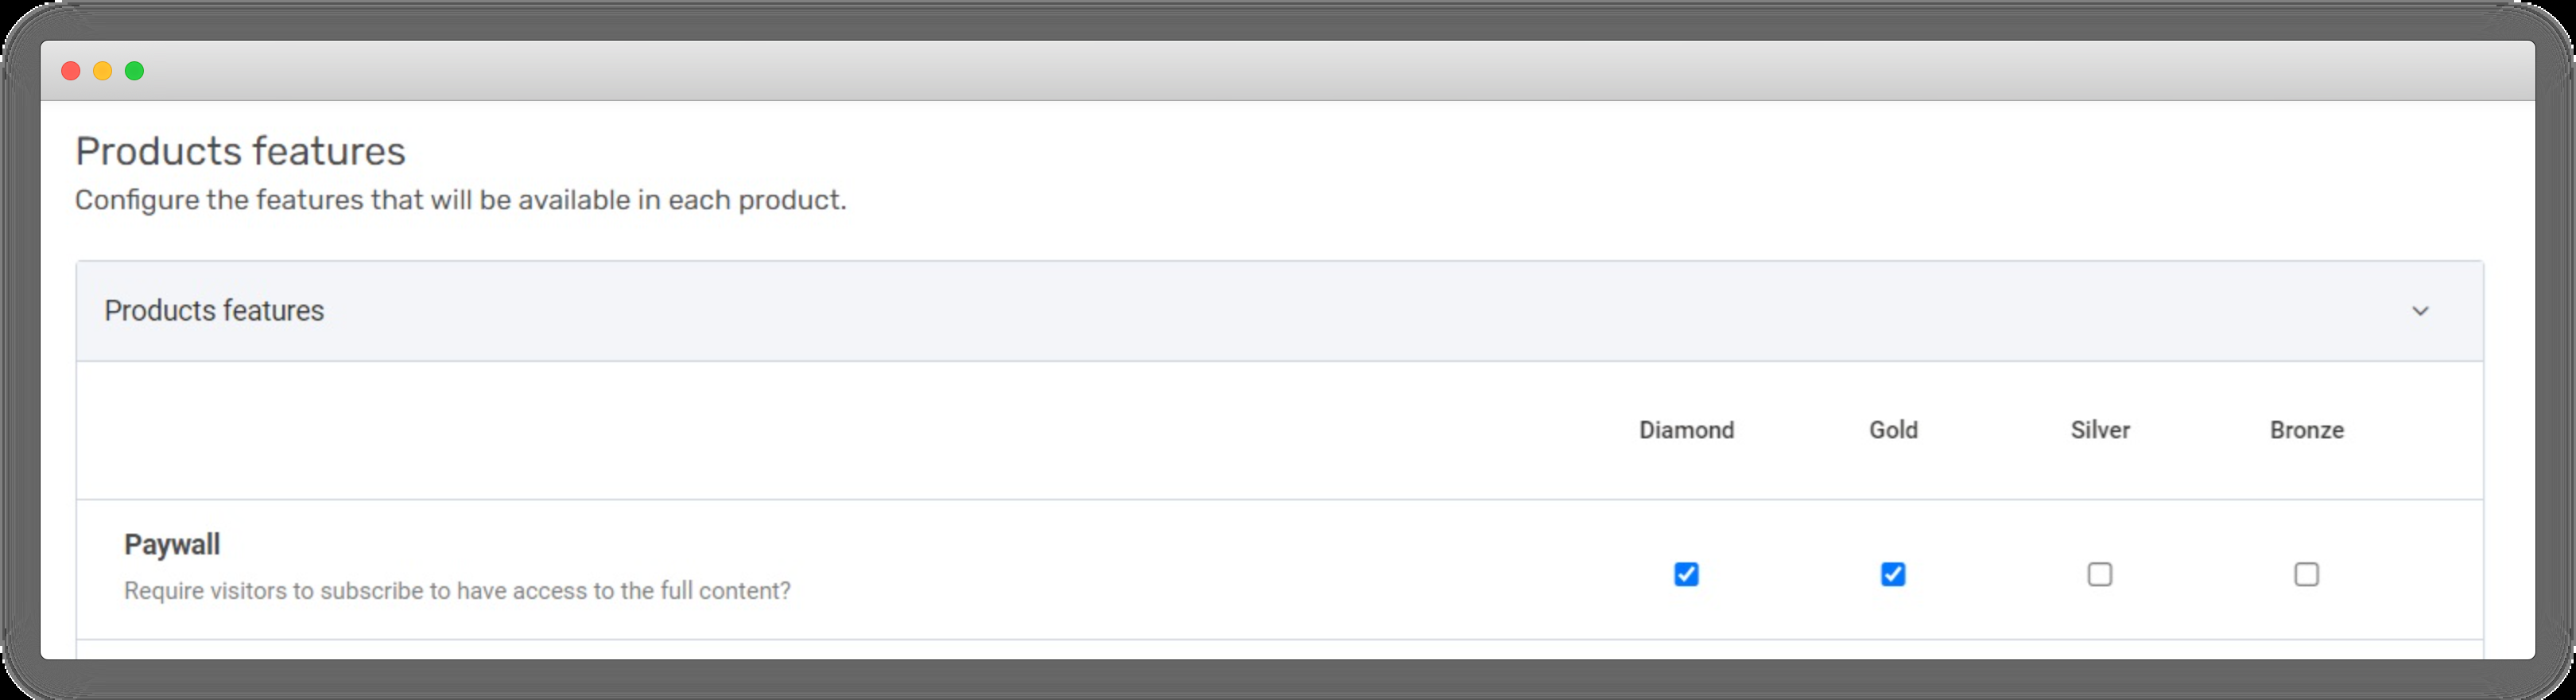 Products features
Configure the features that will be available in each product.
Products features
Diamond Gold Silver Bronze
Paywall
Require visitors to subscribe to have access to the full content?